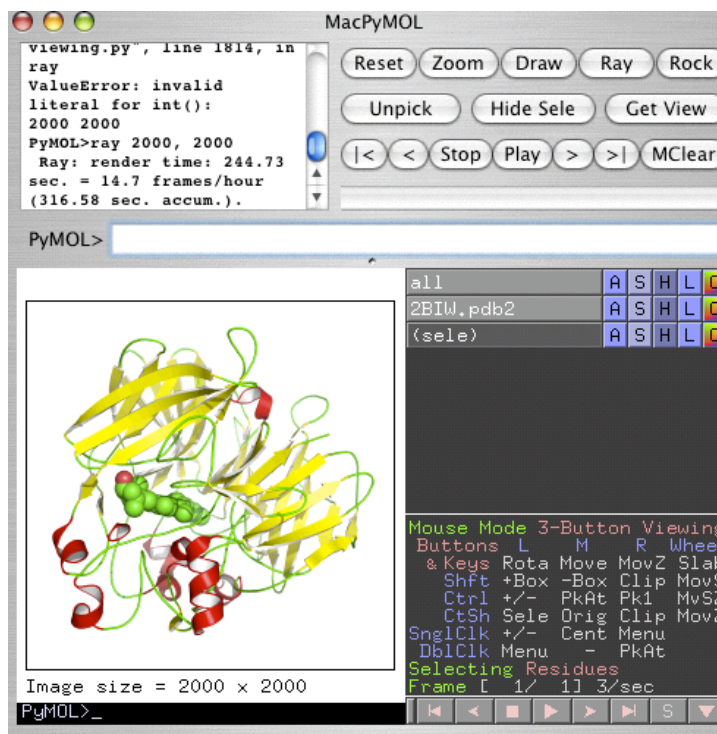 MacPyMOL
viewing.py", line 1814, in
ray
ValueError: invalid
literal for int():
2000 2000
PyMOL>ray 2000, 2000
Ray: render time: 244.73
sec. = 14.7 frames/hour
(316.58 sec. accum.).
Reset Zoom Draw Ray Rock
Unpick Hide Sele Get View
|< < Stop Play > >| MClear
PyMOL>
all A S H L C
2BIW.pdb2 A S H L C
(sele) A S H L C
Image size = 2000 x 2000
PyMOL>_
Mouse Mode 3-Button Viewing
Buttons L M R Whee
& Keys Rota Move MovZ Slab
Shft +Box -Box Clip MovS
Ctrl +/- PkAt Pk1 MvSZ
CtSh Sele Orig Clip MovZ
SnglClk +/- Cent Menu
DblClk Menu - PkAt
Selecting Residues
Frame [ 1/ 1] 3/sec
S